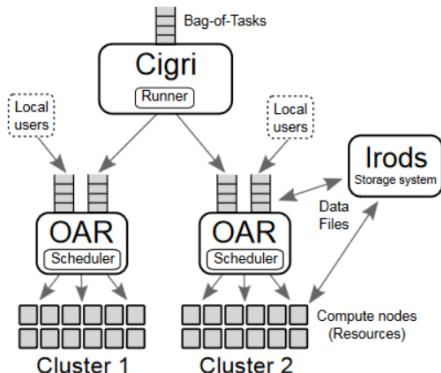 Bag-of-Tasks
Cigri
Runner
Local
users
Local
users
Irods
Storage system
Data
Files
OAR
Scheduler
OAR
Scheduler
Compute nodes
(Resources)
Cluster 1
Cluster 2